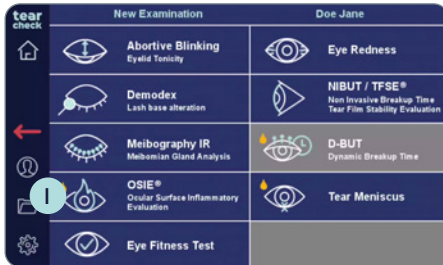 tear
check
New Examination
Doe Jane
Abortive Blinking
Eyelid Tonicity
Eye Redness
Demodex
Lash base alteration
NIBUT / TFSE®
Non Invasive Breakup Time
Tear Film Stability Evaluation
Meibography IR
Meibomian Gland Analysis
D-BUT
Dynamic Breakup Time
I
OSIE®
Ocular Surface Inflammatory
Evaluation
Tear Meniscus
Eye Fitness Test